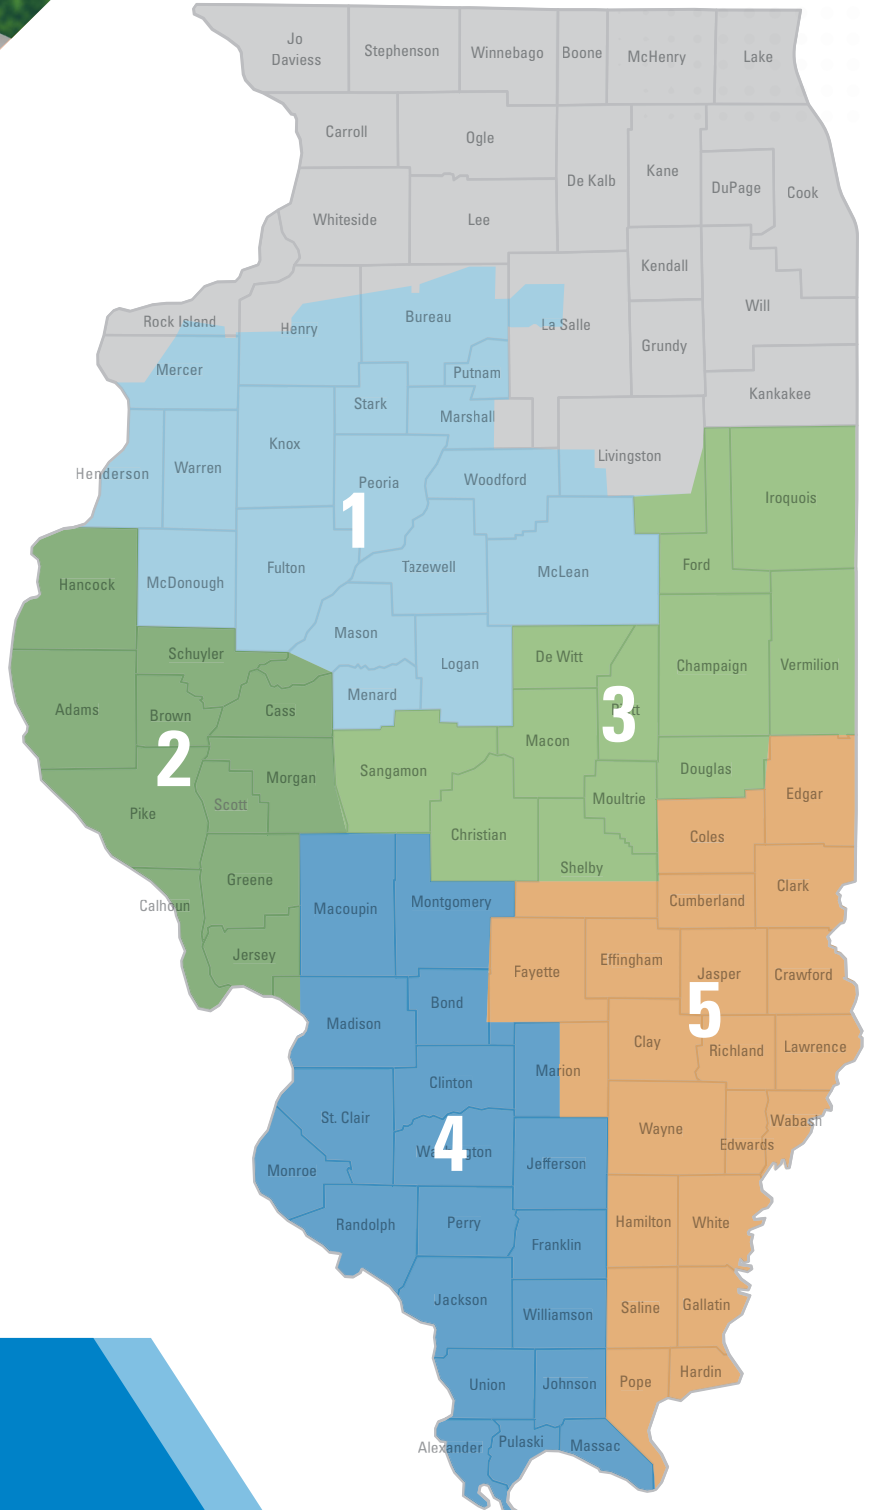 Jo
Daviess
Stephenson
Winnebago
Boone
McHenry
Lake
Carroll
Ogle
De Kalb
Kane
DuPage
Cook
Whiteside
Lee
Kendall
Will
Rock Island
Henry
Bureau
La Salle
Grundy
Mercer
Putnam
Kankakee
Stark
Marshall
Knox
Livingston
Henderson
Warren
Peoria
Woodford
Iroquois
1
Fulton
Tazewell
McLean
Ford
Hancock
McDonough
Mason
Schuyler
De Witt
Logan
Champaign
Vermilion
Menard
Adams
Brown
Cass
3
Macon
2
Sangamon
Douglas
Morgan
Edgar
Scott
Moultrie
Pike
Christian
Coles
Shelby
Greene
Clark
Calhoun
Macoupin
Montgomery
Cumberland
Jersey
Effingham
Fayette
Jasper
Crawford
Bond
5
Madison
Clay
Richland
Lawrence
Marion
Clinton
St. Clair
Wayne
Wabash
Edwards
4
Jefferson
Monroe
Randolph
Perry
Hamilton
White
Franklin
Jackson
Williamson
Saline
Gallatin
Union
Johnson
Pope
Hardin
Alexander
Pulaski
Massac